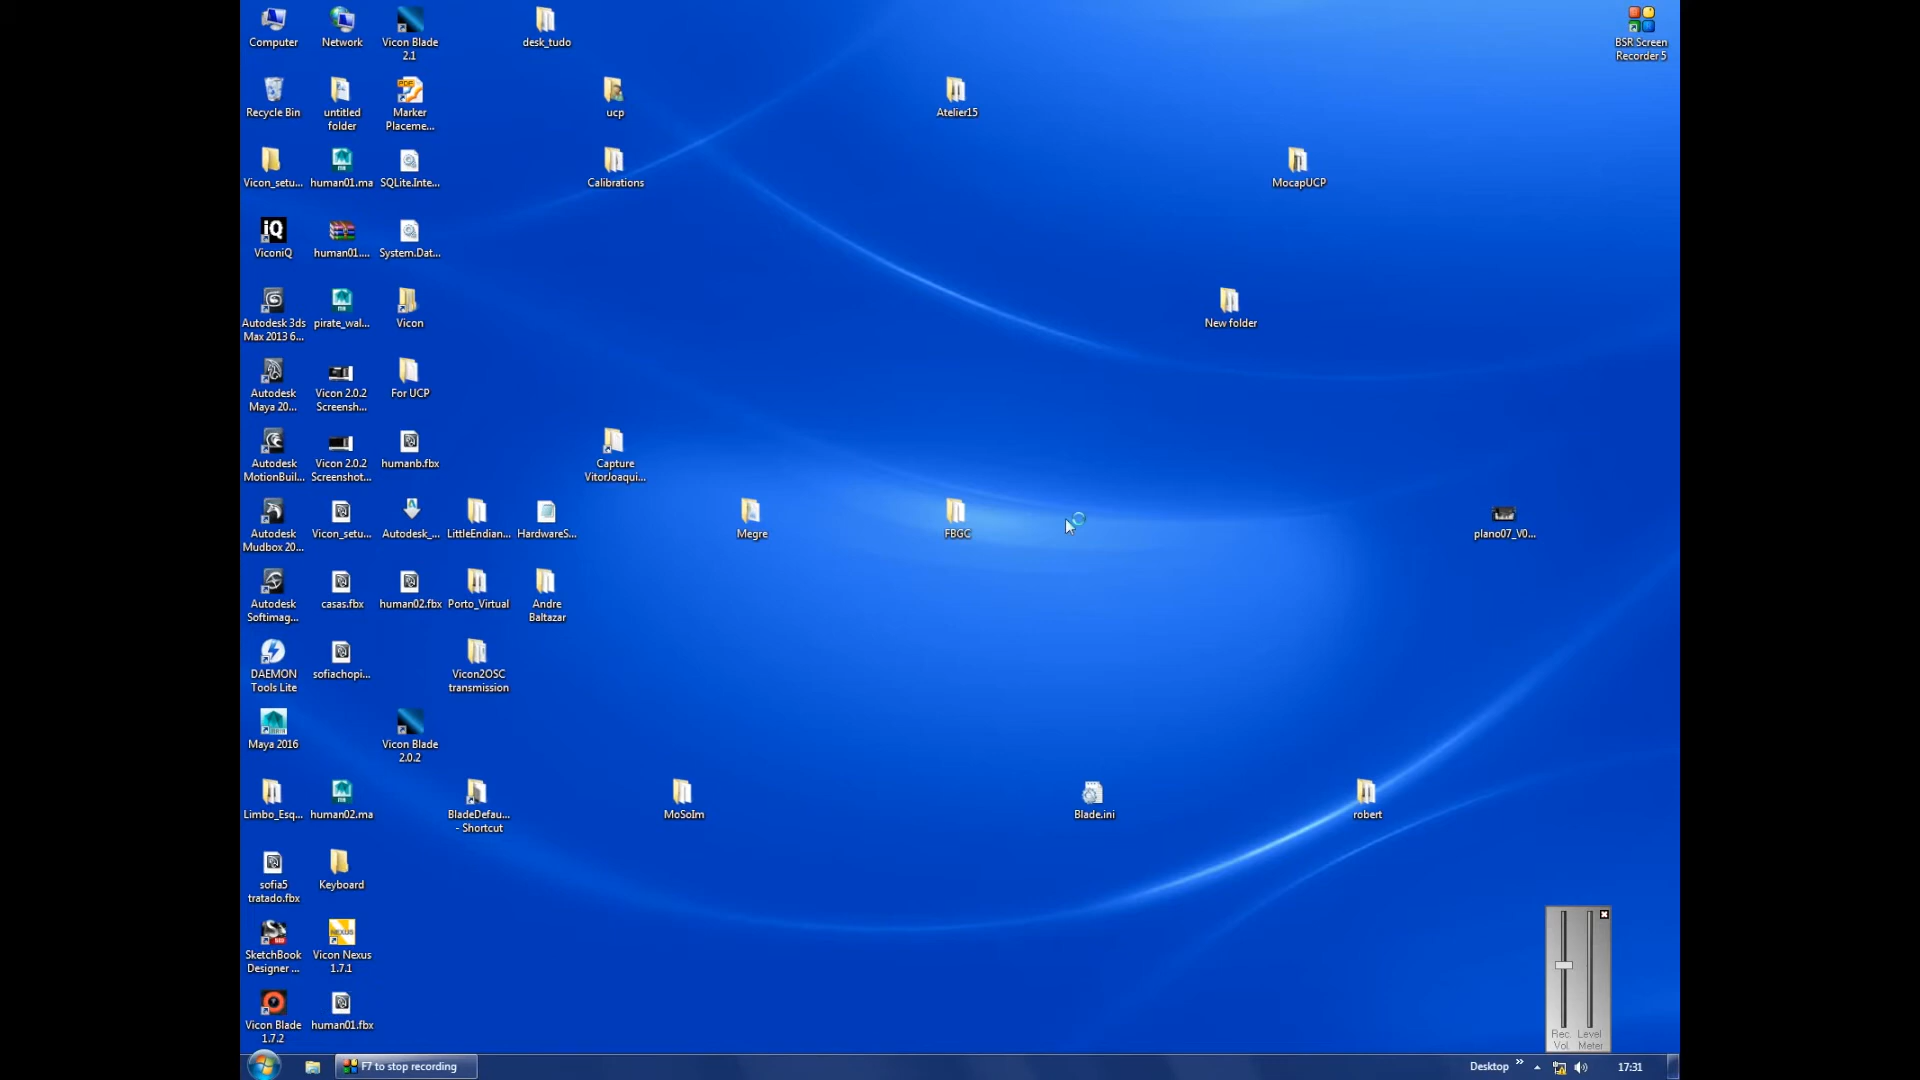 Computer
Network
Vicon Blade
2.1
desk_tudo
BSR Screen
Recorder 5
Recycle Bin
untitled
folder
Marker
Placeme...
ucp
Atelier15
Vicon_setu...
human01.ma
SQLite.Inte...
Calibrations
MocapUCP
iQ
ViconiQ
human01....
System.Dat...
Autodesk 3ds
Max 2013 6...
pirate_wal...
Vicon
New folder
Autodesk
Maya 20...
Vicon 2.0.2
Screensh...
For UCP
Autodesk
MotionBuil...
Vicon 2.0.2
Screenshot...
humanb.fbx
Capture
VitorJoaqui...
Autodesk
Mudbox 20...
Vicon_setu...
Autodesk_...
LittleEndian...
HardwareS...
Megre
FBGC
plano07_V0...
Autodesk
Softimag...
casas.fbx
human02.fbx
Porto_Virtual
Andre
Baltazar
DAEMON
Tools Lite
sofiachopi...
Vicon2OSC
transmission
Maya 2016
Vicon Blade
2.0.2
Limbo_Esq...
human02.ma
BladeDefau...
- Shortcut
MoSoIm
Blade.ini
robert
sofia5
tratado.fbx
Keyboard
SketchBook
Designer ...
NEXUS
Vicon Nexus
1.7.1
Vicon Blade
1.7.2
human01.fbx
Rec. Level
Vol. Meter
F7 to stop recording
Desktop
17:31